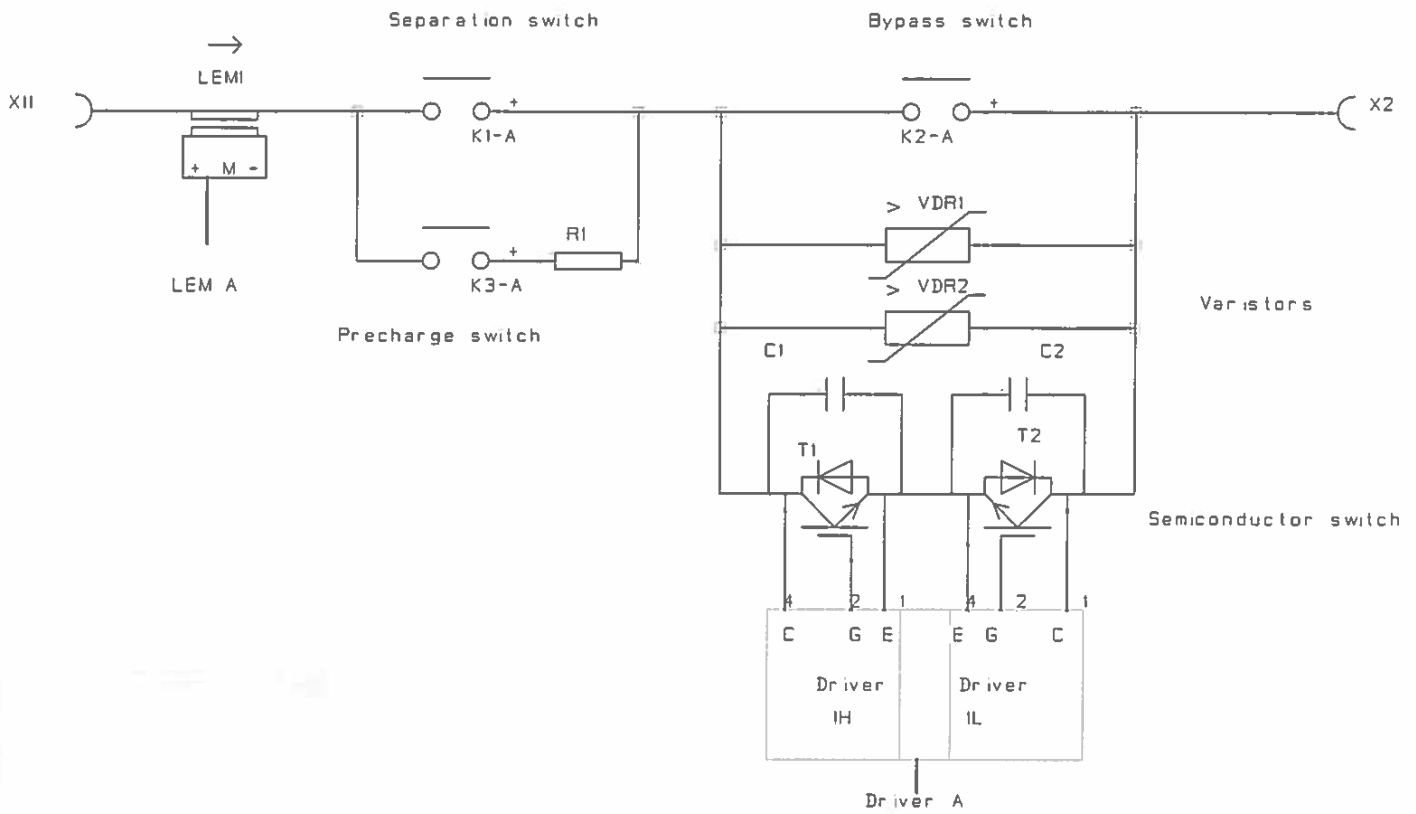 Separation switch
Bypass switch
LEM1
X11
+
K1-A
+
K2-A
X2
+ M -
> VDR1
R1
+
K3-A
LEM A
> VDR2
Varistors
Precharge switch
C1
C2
T1
T2
Semiconductor switch
4 2 1 4 2 1
C G E E G C
Driver Driver
1H 1L
Driver A